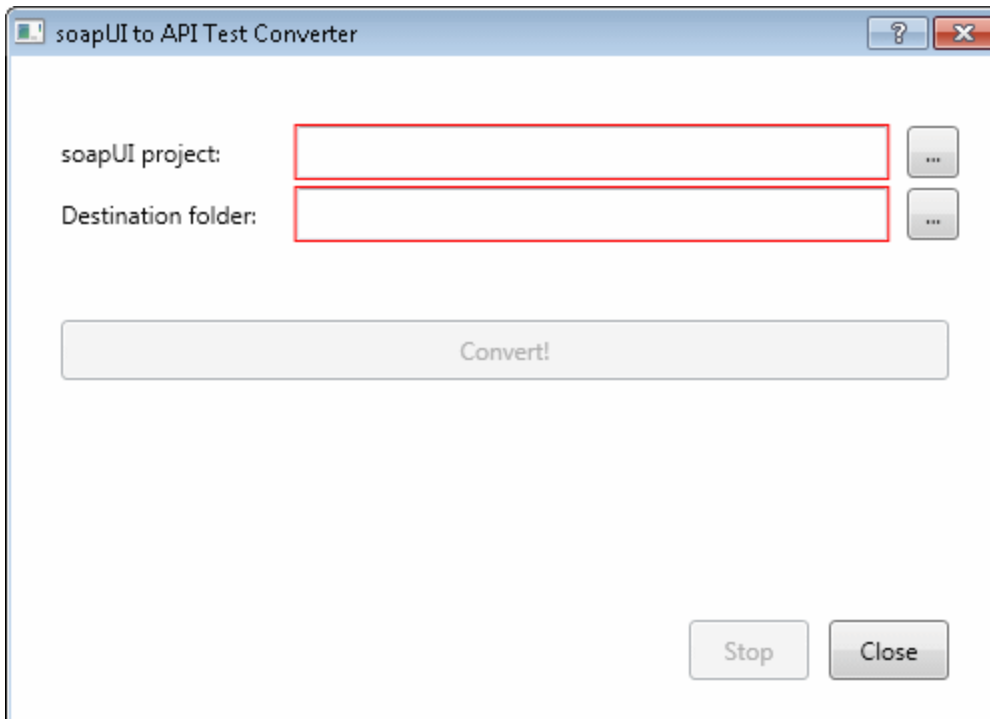 soapUI to API Test Converter ?
soapUI project: ...
Destination folder: ...
Convert!
Stop Close